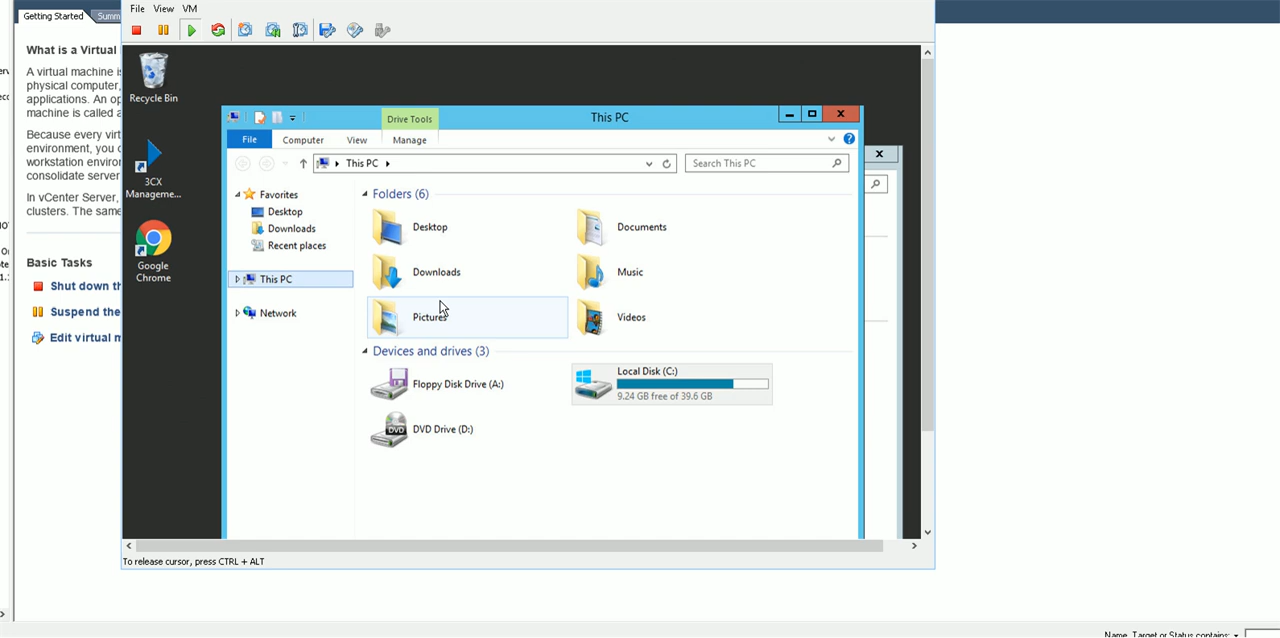 File View VM
Getting Started
Summ
What is a Virtual
A virtual machine is
physical computer,
applications. An op
machine is called a
Because every virt
environment, you c
workstation environ
consolidate server
In vCenter Server,
clusters. The same
Basic Tasks
Shut down th
Suspend the
Edit virtual m
Recycle Bin
3CX
Manageme...
Google
Chrome
Drive Tools
This PC
File Computer View Manage
This PC
Search This PC
Favorites
Desktop
Downloads
Recent places
This PC
Network
Folders (6)
Desktop
Documents
Downloads
Music
Pictures
Videos
Devices and drives (3)
Floppy Disk Drive (A:)
Local Disk (C:)
9.24 GB free of 39.6 GB
DVD
DVD Drive (D:)
To release cursor, press CTRL + ALT
Name, Target or Status contains: